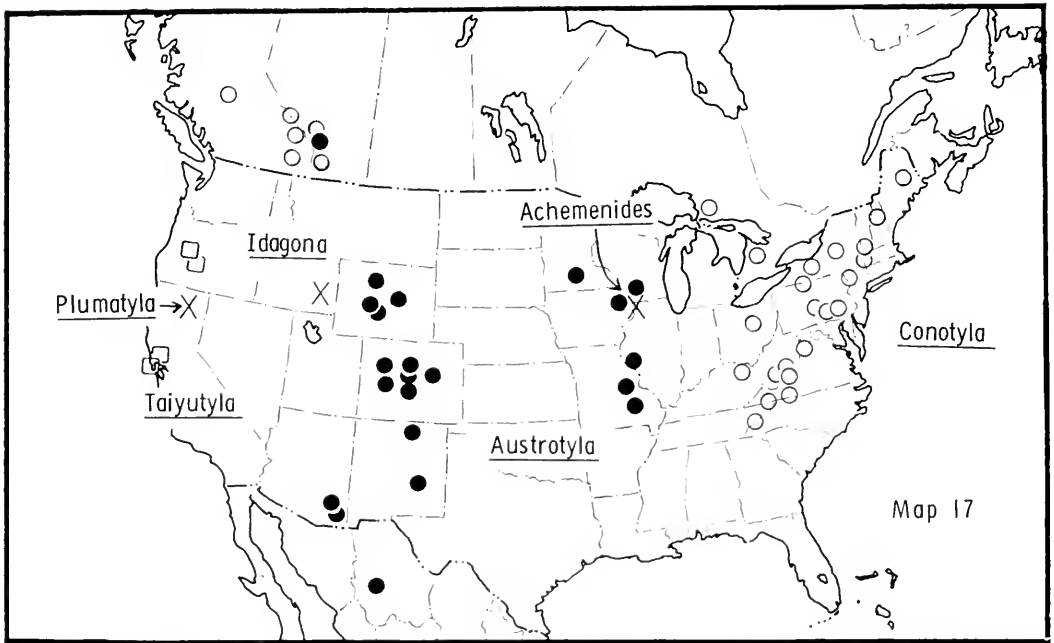 Achemenides
Idagona
Plumatyla
Conotyla
Taiyutyla
Austrotyla
Map 17